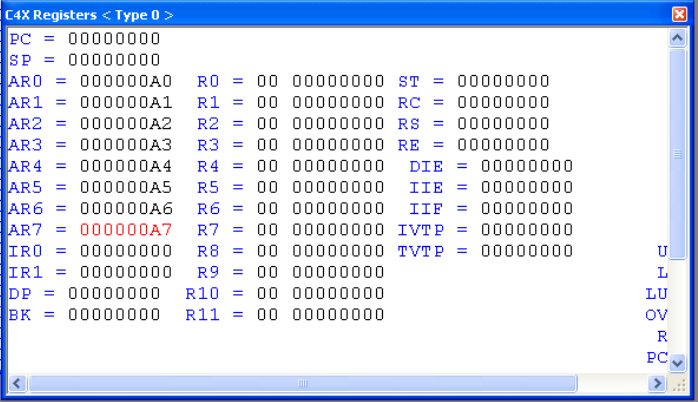 C4X Registers < Type 0 >
PC = 00000000
SP = 00000000
AR0 = 000000A0 R0 = 00 00000000 ST = 00000000
AR1 = 000000A1 R1 = 00 00000000 RC = 00000000
AR2 = 000000A2 R2 = 00 00000000 RS = 00000000
AR3 = 000000A3 R3 = 00 00000000 RE = 00000000
AR4 = 000000A4 R4 = 00 00000000 DIE = 00000000
AR5 = 000000A5 R5 = 00 00000000 IIE = 00000000
AR6 = 000000A6 R6 = 00 00000000 IIF = 00000000
AR7 = 000000A7 R7 = 00 00000000 IVTP = 00000000
IR0 = 00000000 R8 = 00 00000000 TVTP = 00000000 U
IR1 = 00000000 R9 = 00 00000000 L
DP = 00000000 R10 = 00 00000000 LU
BK = 00000000 R11 = 00 00000000 OV
R
PC